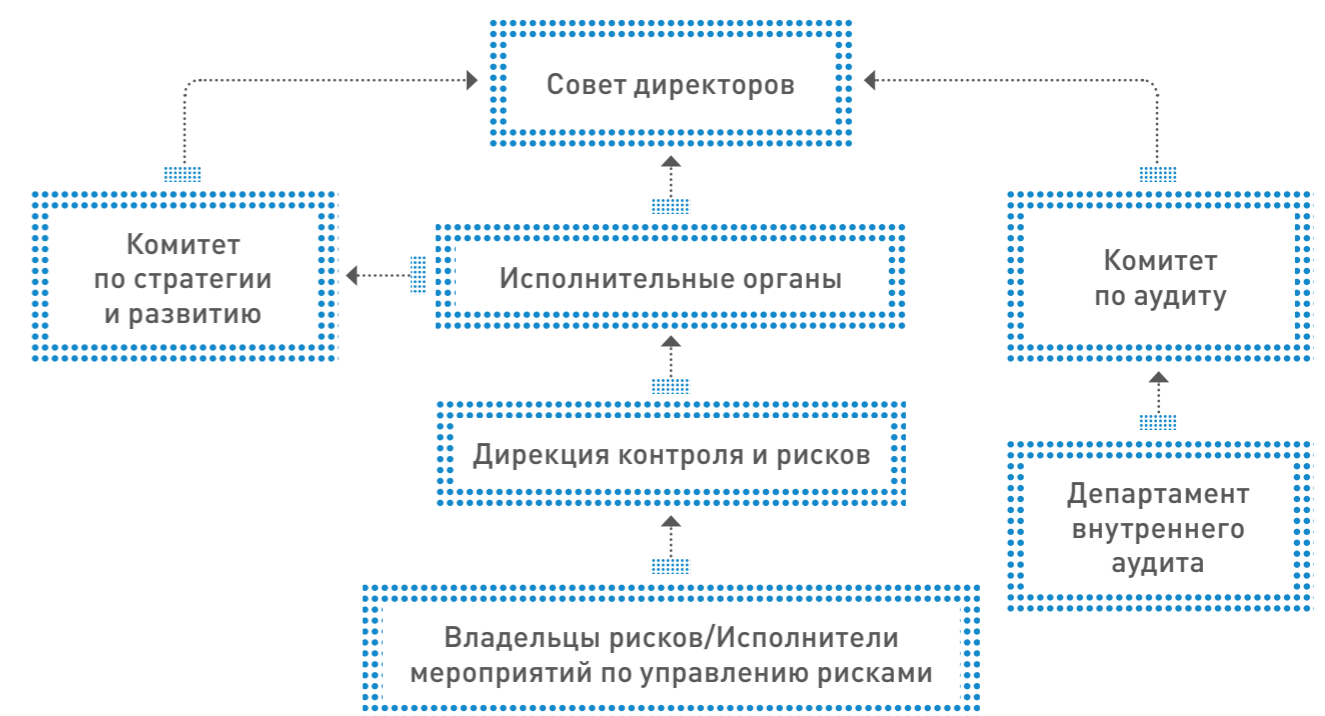 Совет директоров
Комитет
по стратегии
и развитию
Исполнительные органы
Комитет
по аудиту
Дирекция контроля и рисков
Департамент
внутреннего
аудита
Владельцы рисков/Исполнители
мероприятий по управлению рисками